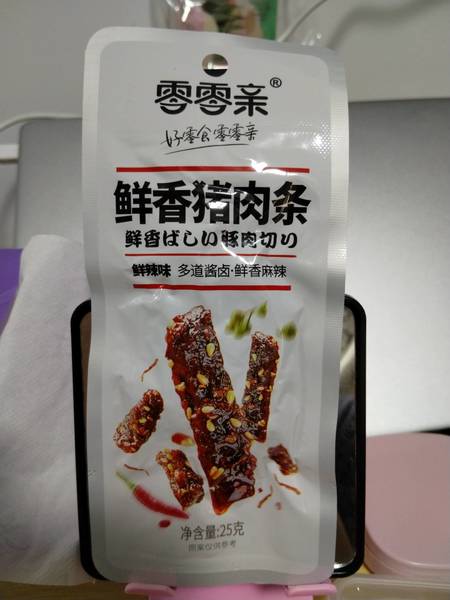 零零亲®
好零食零零亲
鲜香猪肉条
鲜香ばしい豚肉切り
鲜辣味 多道酱卤·鲜香麻辣
净含量:25克
图案仅供参考